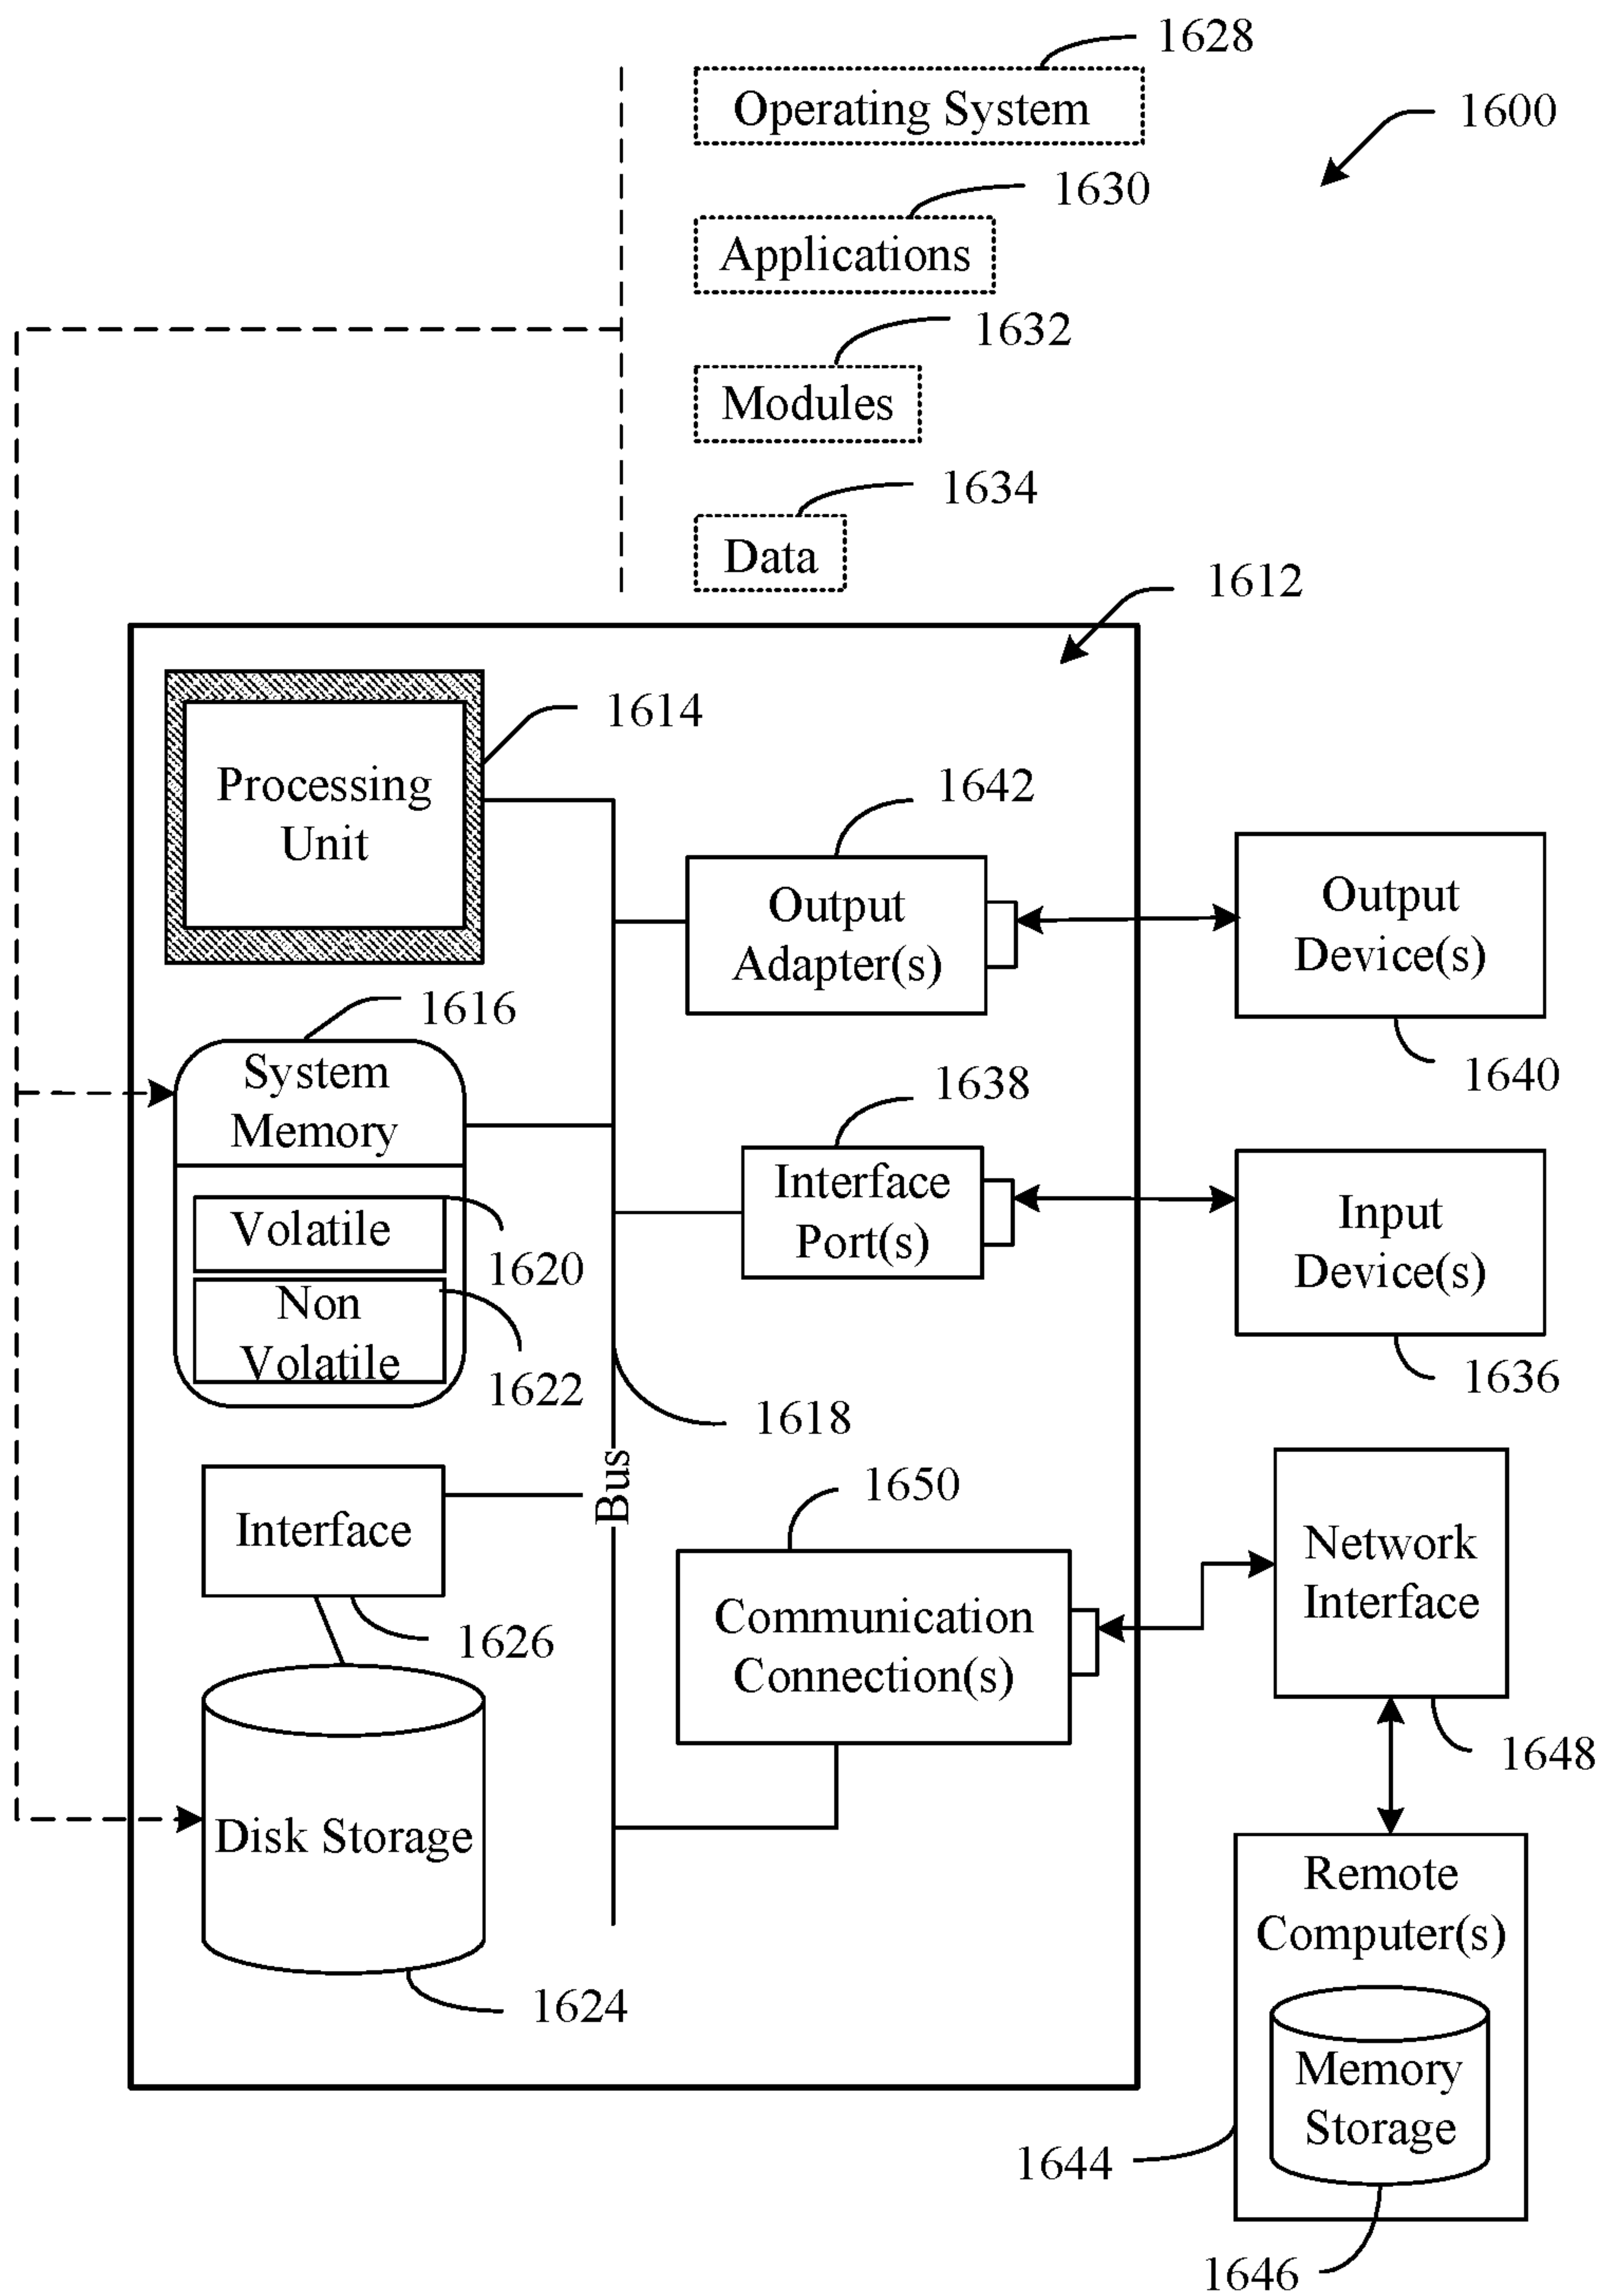 1628
Operating System
1600
1630
Applications
1632
Modules
1634
Data
1612
1614
Processing
Unit
1642
Output
Adapter(s)
Output
Device(s)
1640
1616
System
Memory
1638
Interface
Port(s)
Input
Device(s)
1636
Volatile
1620
Non
Volatile
1622
1618
Bus
1650
Interface
1626
Communication
Connection(s)
Network
Interface
1648
Disk Storage
1624
Remote
Computer(s)
Memory
Storage
1644
1646